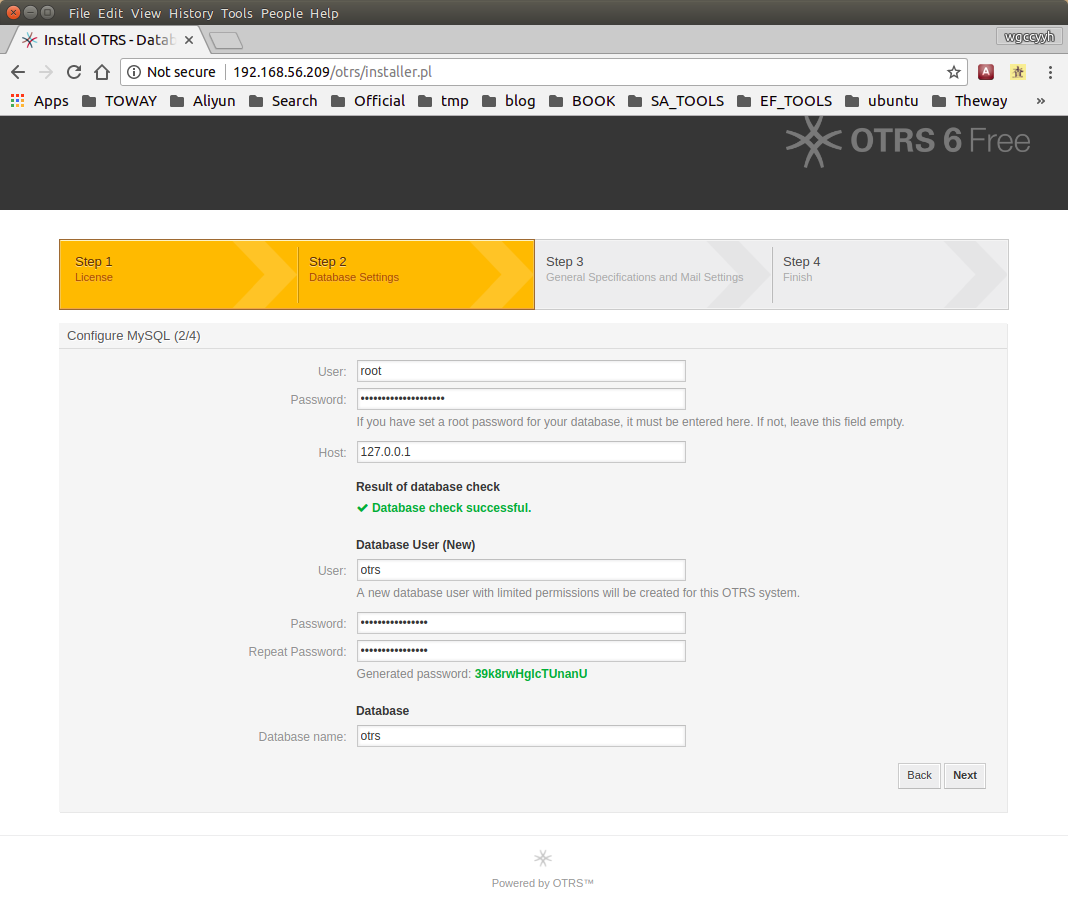 File Edit View History Tools People Help
Install OTRS - Datab
wgccyyh
Not secure 192.168.56.209/otrs/installer.pl
Apps TOWAY Aliyun Search Official tmp blog BOOK SA_TOOLS EF_TOOLS ubuntu Theway »
OTRS 6 Free
Step 1
License
Step 2
Database Settings
Step 3
General Specifications and Mail Settings
Step 4
Finish
Configure MySQL (2/4)
User: root
Password: ••••••••••••••••••••
If you have set a root password for your database, it must be entered here. If not, leave this field empty.
Host: 127.0.0.1
Result of database check
✔ Database check successful.
Database User (New)
User: otrs
A new database user with limited permissions will be created for this OTRS system.
Password: ••••••••••••••••
Repeat Password: ••••••••••••••••
Generated password: 39k8rwHglcTUnanU
Database
Database name: otrs
Back Next
Powered by OTRS™